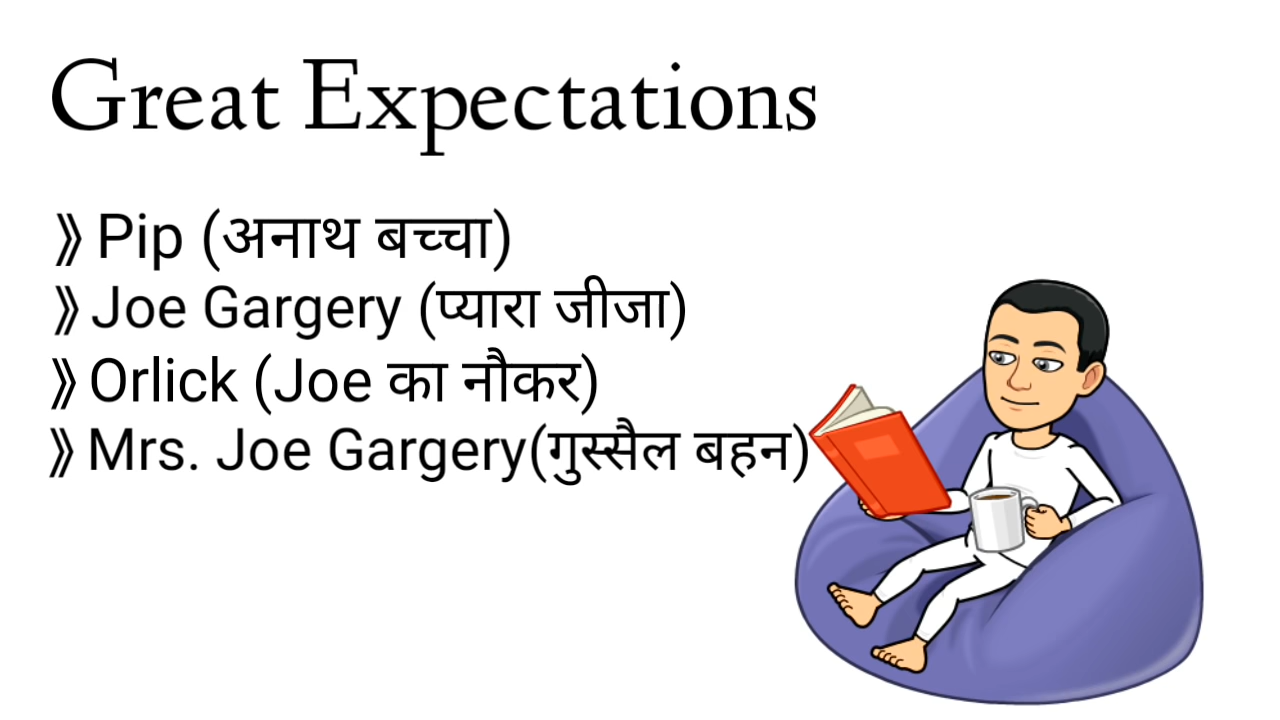 Great Expectations
》Pip (अनाथ बच्चा)
》Joe Gargery (प्यारा जीजा)
》Orlick (Joe का नौकर)
》Mrs. Joe Gargery(गुस्सैल बहन)